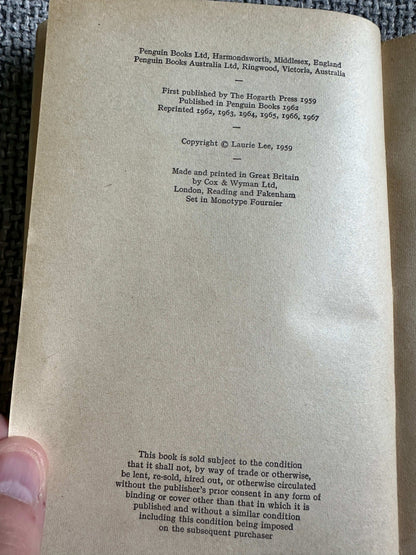 Penguin Books Ltd, Harmondsworth, Middlesex, England
Penguin Books Australia Ltd, Ringwood, Victoria, Australia
—
First published by The Hogarth Press 1959
Published in Penguin Books 1962
Reprinted 1962, 1963, 1964, 1965, 1966, 1967
—
Copyright © Laurie Lee, 1959
—
Made and printed in Great Britain
by Cox & Wyman Ltd,
London, Reading and Fakenham
Set in Monotype Fournier
This book is sold subject to the condition
that it shall not, by way of trade or otherwise,
be lent, re-sold, hired out, or otherwise circulated
without the publisher's prior consent in any form of
binding or cover other than that in which it is
published and without a similar condition
including this condition being imposed
on the subsequent purchaser